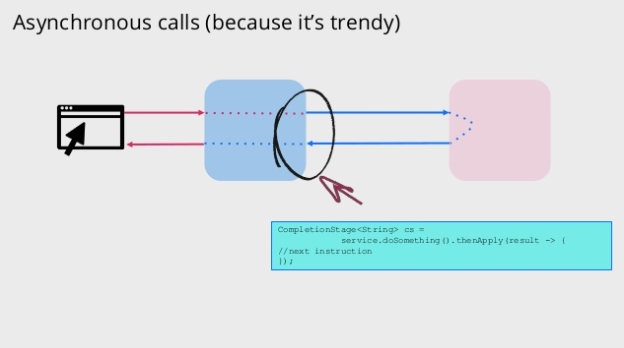 Asynchronous calls (because it’s trendy)
CompletionStage<String> cs =
service.doSomething().thenApply(result -> {
//next instruction
});